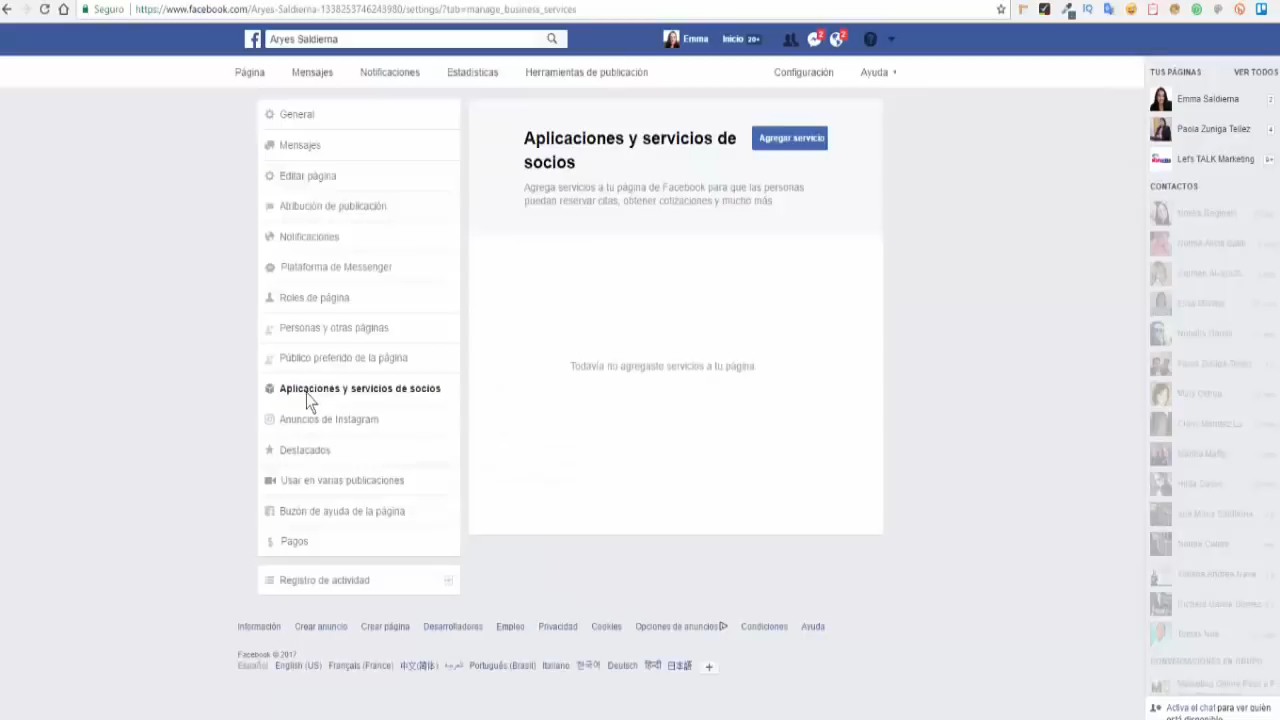 Seguro
https://www.facebook.com/Aryes-Saldierna-1338253746243980/settings/?tab=manage_business_services
Aryes Saldierna
Emma
Inicio 20+
2
2
Página
Mensajes
Notificaciones
Estadísticas
Herramientas de publicación
Configuración
Ayuda
General
Mensajes
Editar página
Atribución de publicación
Notificaciones
Plataforma de Messenger
Roles de página
Personas y otras páginas
Público preferido de la página
Aplicaciones y servicios de socios
Anuncios de Instagram
Destacados
Usar en varias publicaciones
Buzón de ayuda de la página
Pagos
Registro de actividad
Aplicaciones y servicios de
socios
Agregar servicio
Agrega servicios a tu página de Facebook para que las personas
puedan reservar citas, obtener cotizaciones y mucho más
Todavía no agregaste servicios a tu página
TUS PÁGINAS
VER TODOS
Emma Saldierna
2
Paola Zuniga Tellez
4
Let's TALK Marketing
CONTACTOS
Activa el chat para ver quién
está disponible
Información
Crear anuncio
Crear página
Desarrolladores
Empleo
Privacidad
Cookies
Opciones de anuncios
Condiciones
Ayuda
Facebook © 2017
Español
English (US)
Français (France)
中文(简体)
العربية
Português (Brasil)
Italiano
한국어
Deutsch
हिन्दी
日本語
+